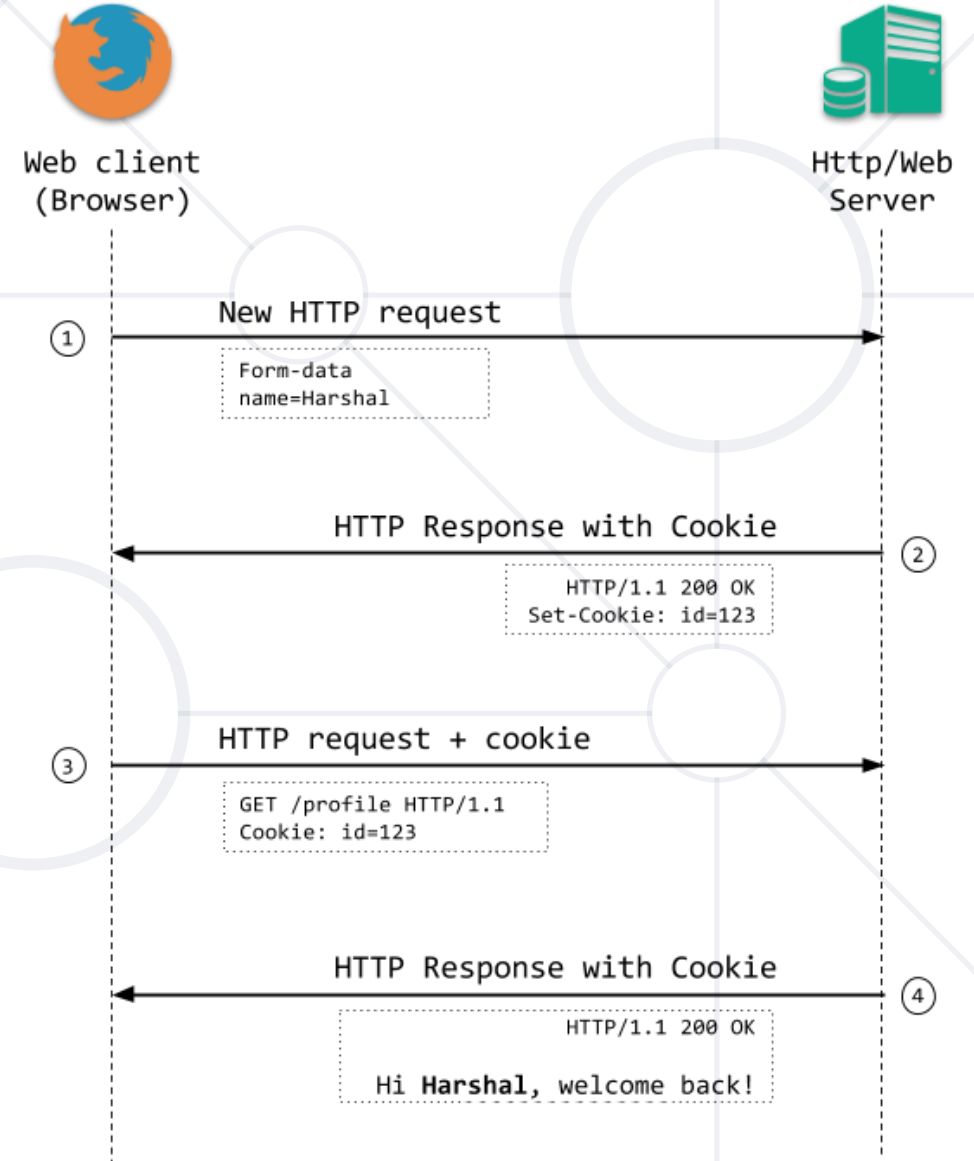 Web client
(Browser)
Http/Web
Server
New HTTP request
1
Form-data
name=Harshal
HTTP Response with Cookie
2
HTTP/1.1 200 OK
Set-Cookie: id=123
HTTP request + cookie
3
GET /profile HTTP/1.1
Cookie: id=123
HTTP Response with Cookie
4
HTTP/1.1 200 OK
Hi Harshal, welcome back!